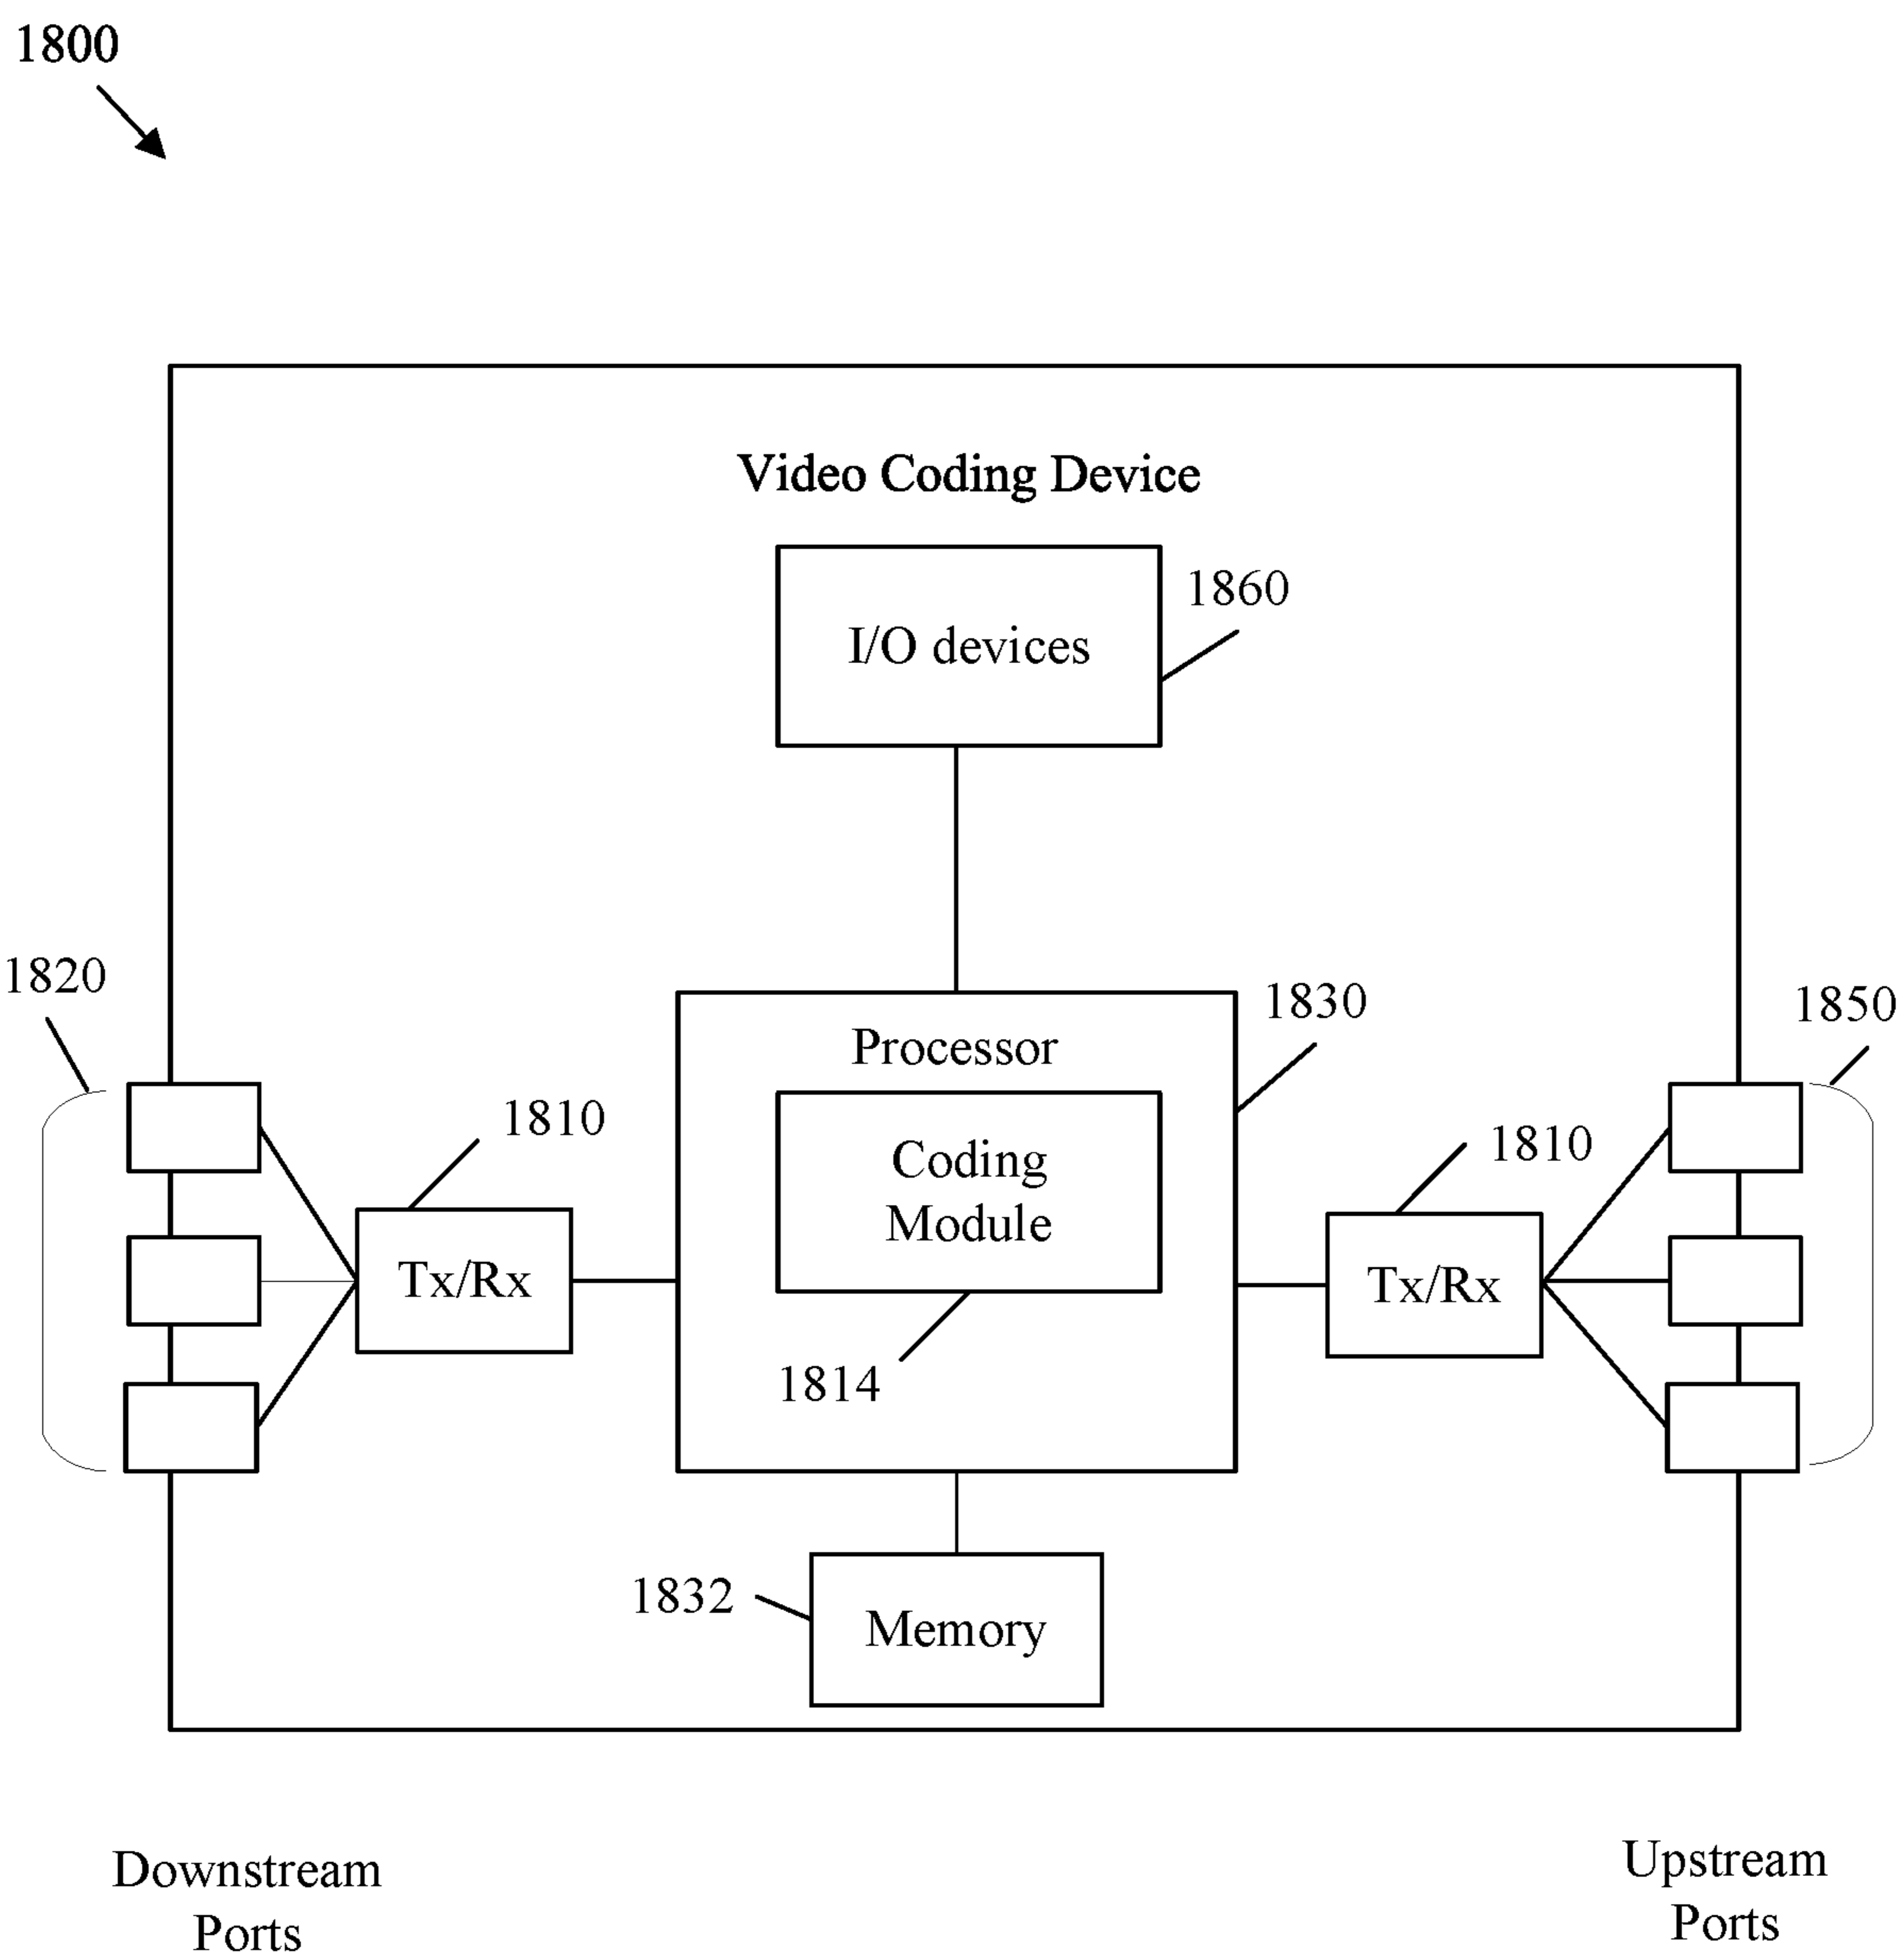 1800
Video Coding Device
I/O devices
1860
1820
1830
1850
Processor
1810
Coding
Module
1810
Tx/Rx
Tx/Rx
1814
1832
Memory
Downstream
Ports
Upstream
Ports